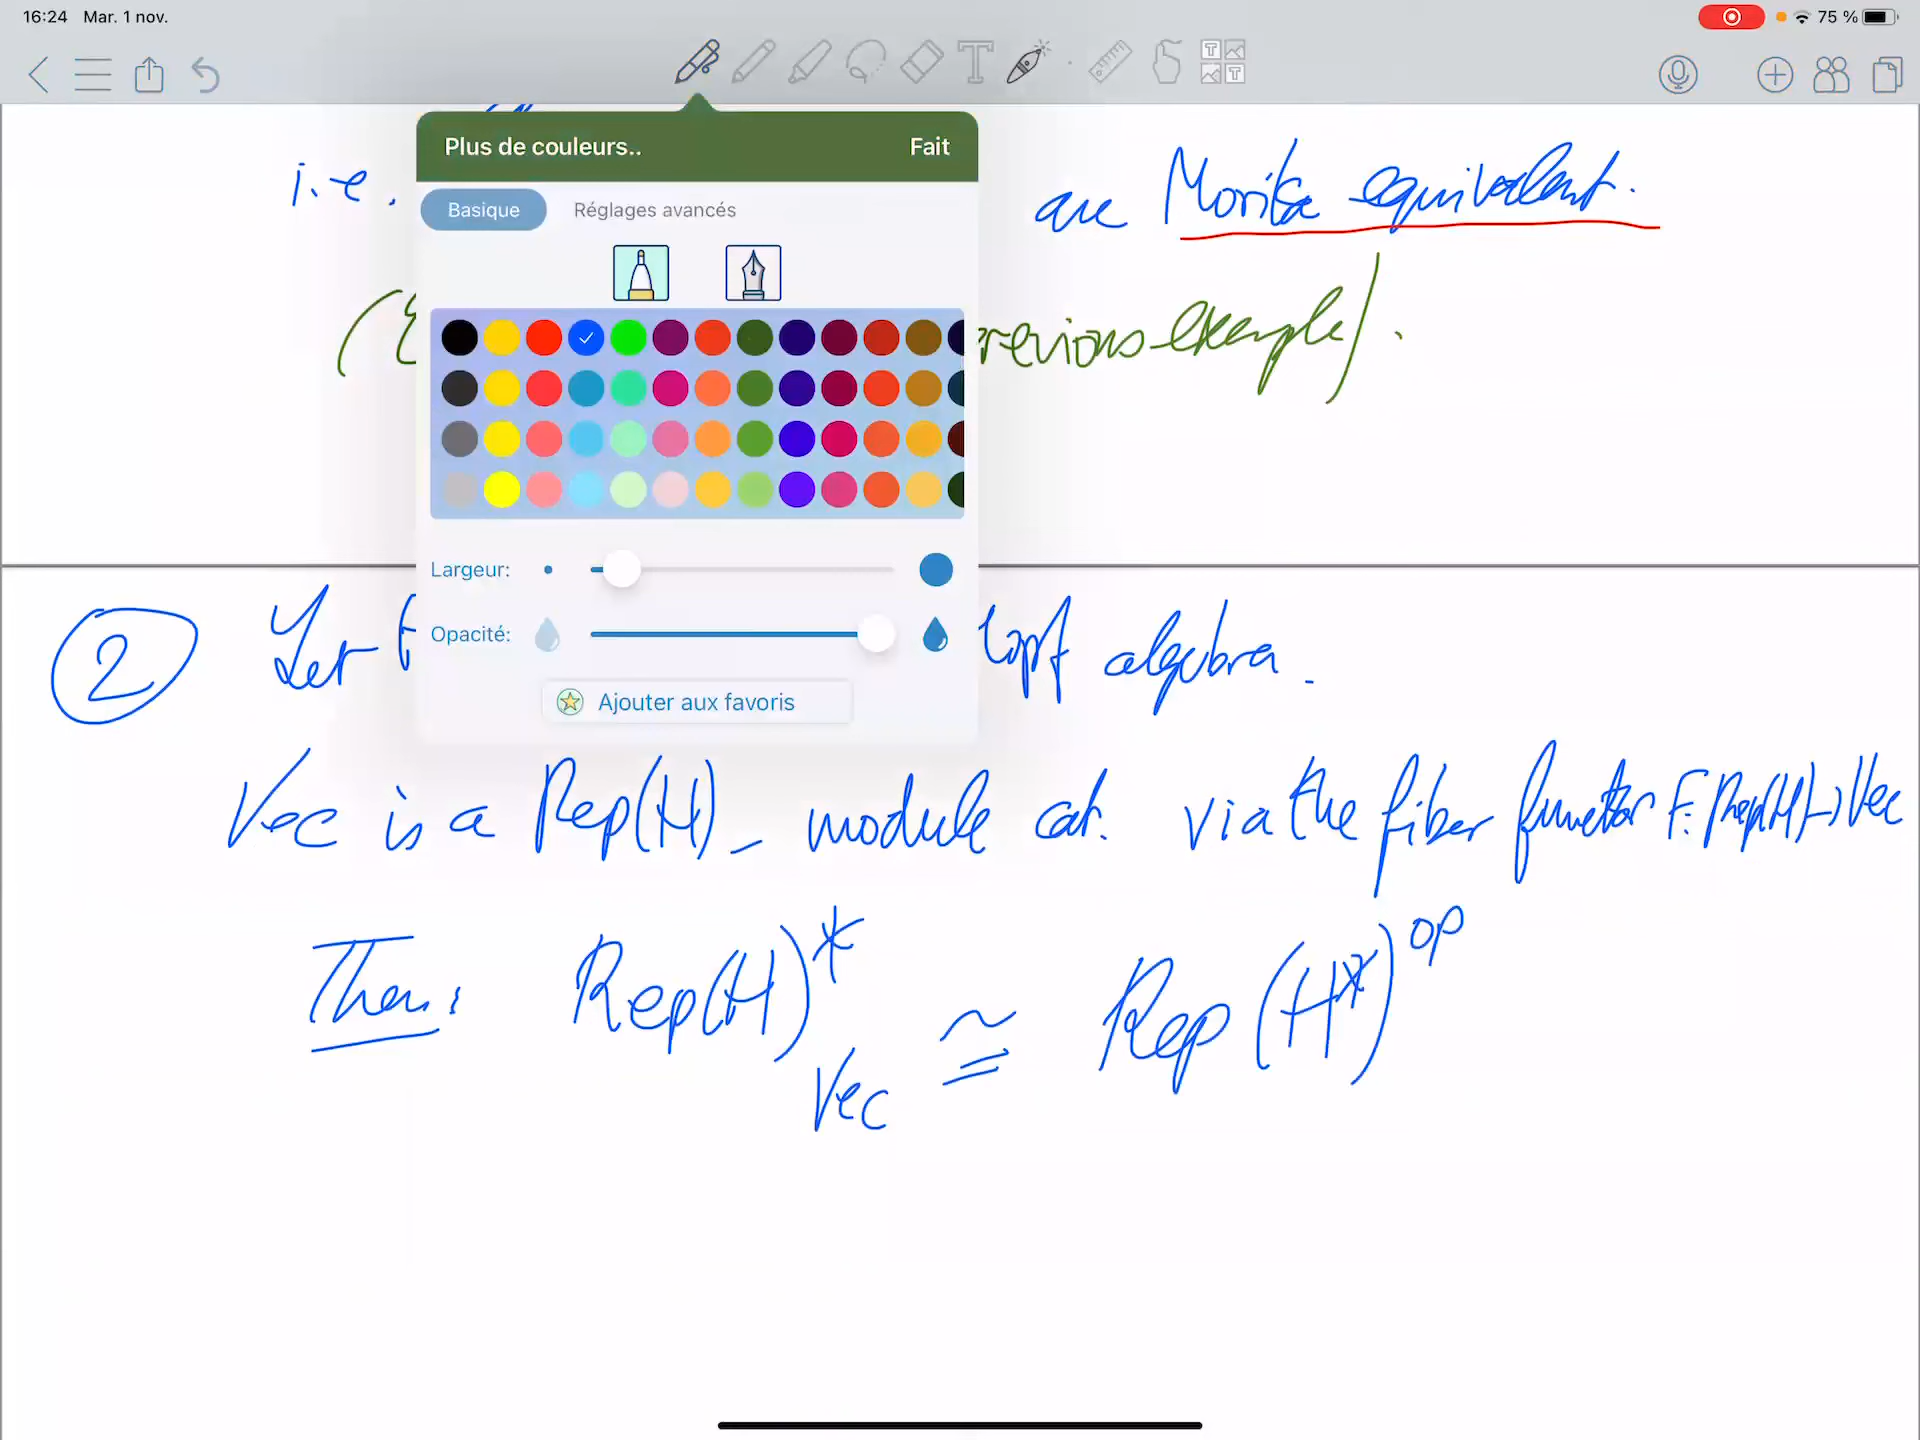 16:24 Mar. 1 nov. 75 %
Plus de couleurs.. Fait
Basique Réglages avancés
i.e. are Morita equivalent.
previous example).
Largeur:
Opacité:
Ajouter aux favoris
2 Let Hopf algebra.
Vec is a Rep(H) - module cat. via the fiber functor F: Rep(H) → Vec
Then: Rep(H)*Vec ≅ Rep(H*)^op